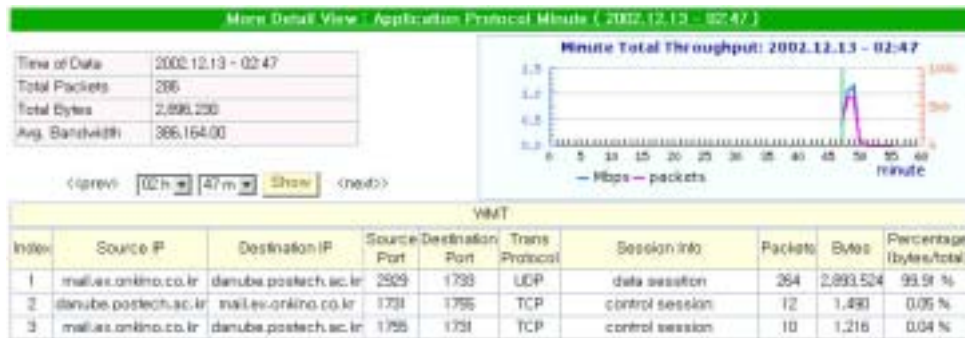 More Detail View : Application Protocol Minute ( 2002.12.13 - 02:47 )
Time of Data 2002.12.13 - 02:47
Total Packets 286
Total Bytes 2,896,230
Avg. Bandwidth 386,164.00
<<prev> 02 h 47 m Show <next>>
Minute Total Throughput: 2002.12.13 - 02:47
1.5 1000
1.0 500
0.5
0.0 0
0 5 10 15 20 25 30 35 40 45 50 55 60
minute
Mbps packets
WMT
Index Source IP Destination IP Source Port Destination Port Trans Protocol Session Info Packets Bytes Percentage (bytes/total)
1 mail.ex.onkino.co.kr danube.postech.ac.kr 2929 1733 UDP data session 264 2,893,524 99.91 %
2 danube.postech.ac.kr mail.ex.onkino.co.kr 1731 1755 TCP control session 12 1,490 0.05 %
3 mail.ex.onkino.co.kr danube.postech.ac.kr 1755 1731 TCP control session 10 1,216 0.04 %